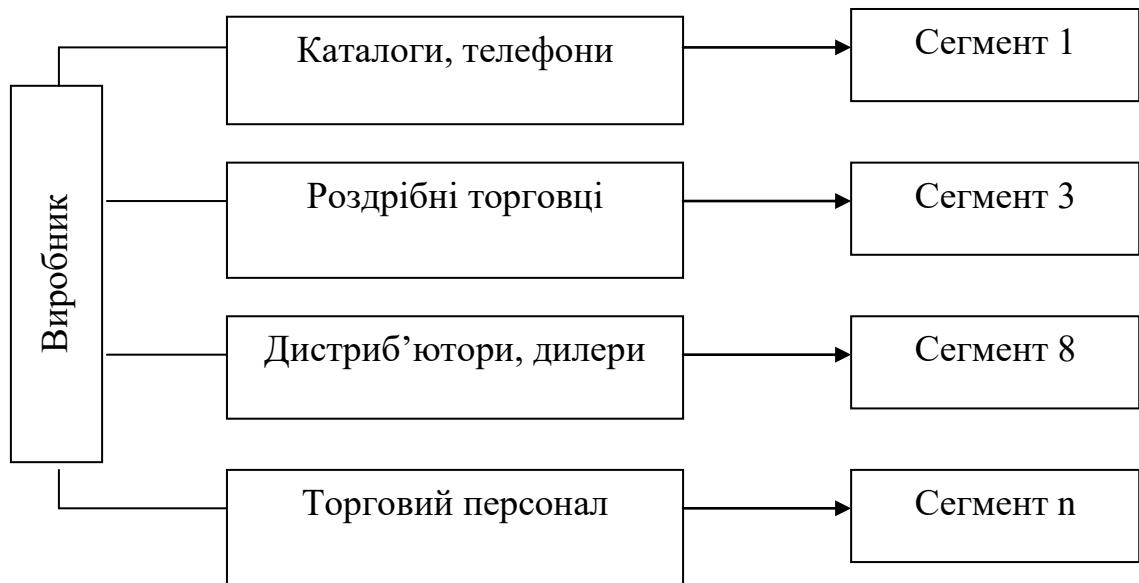 Каталоги, телефони
Сегмент 1
Виробник
Роздрібні торговці
Сегмент 3
Дистриб’ютори, дилери
Сегмент 8
Торговий персонал
Сегмент n